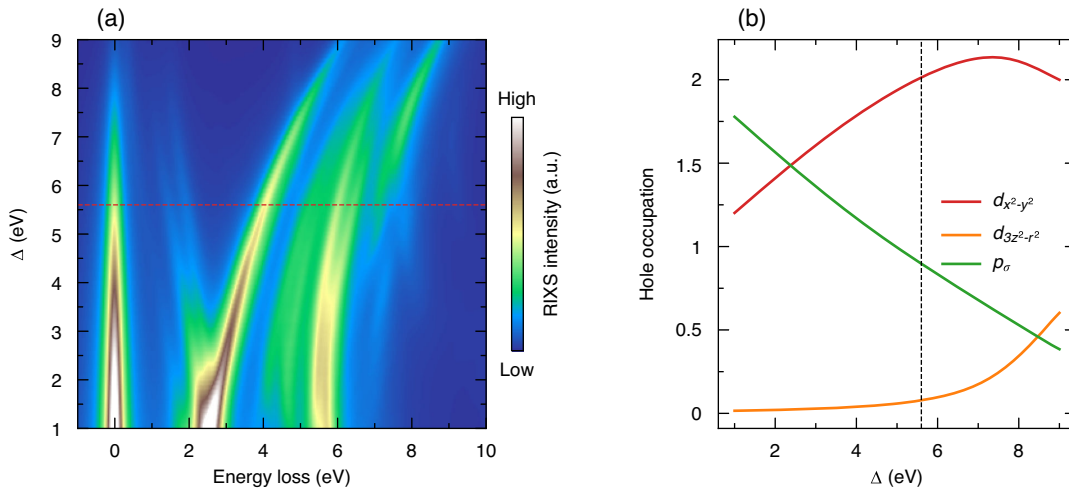 (a)
9
8
7
6
5
4
3
2
1
Δ (eV)
0 2 4 6 8 10
Energy loss (eV)
High
Low
RIXS intensity (a.u.)
(b)
2
1.5
1
0.5
0
Hole occupation
dx²-y²
d3z²-r²
pσ
2 4 6 8
Δ (eV)